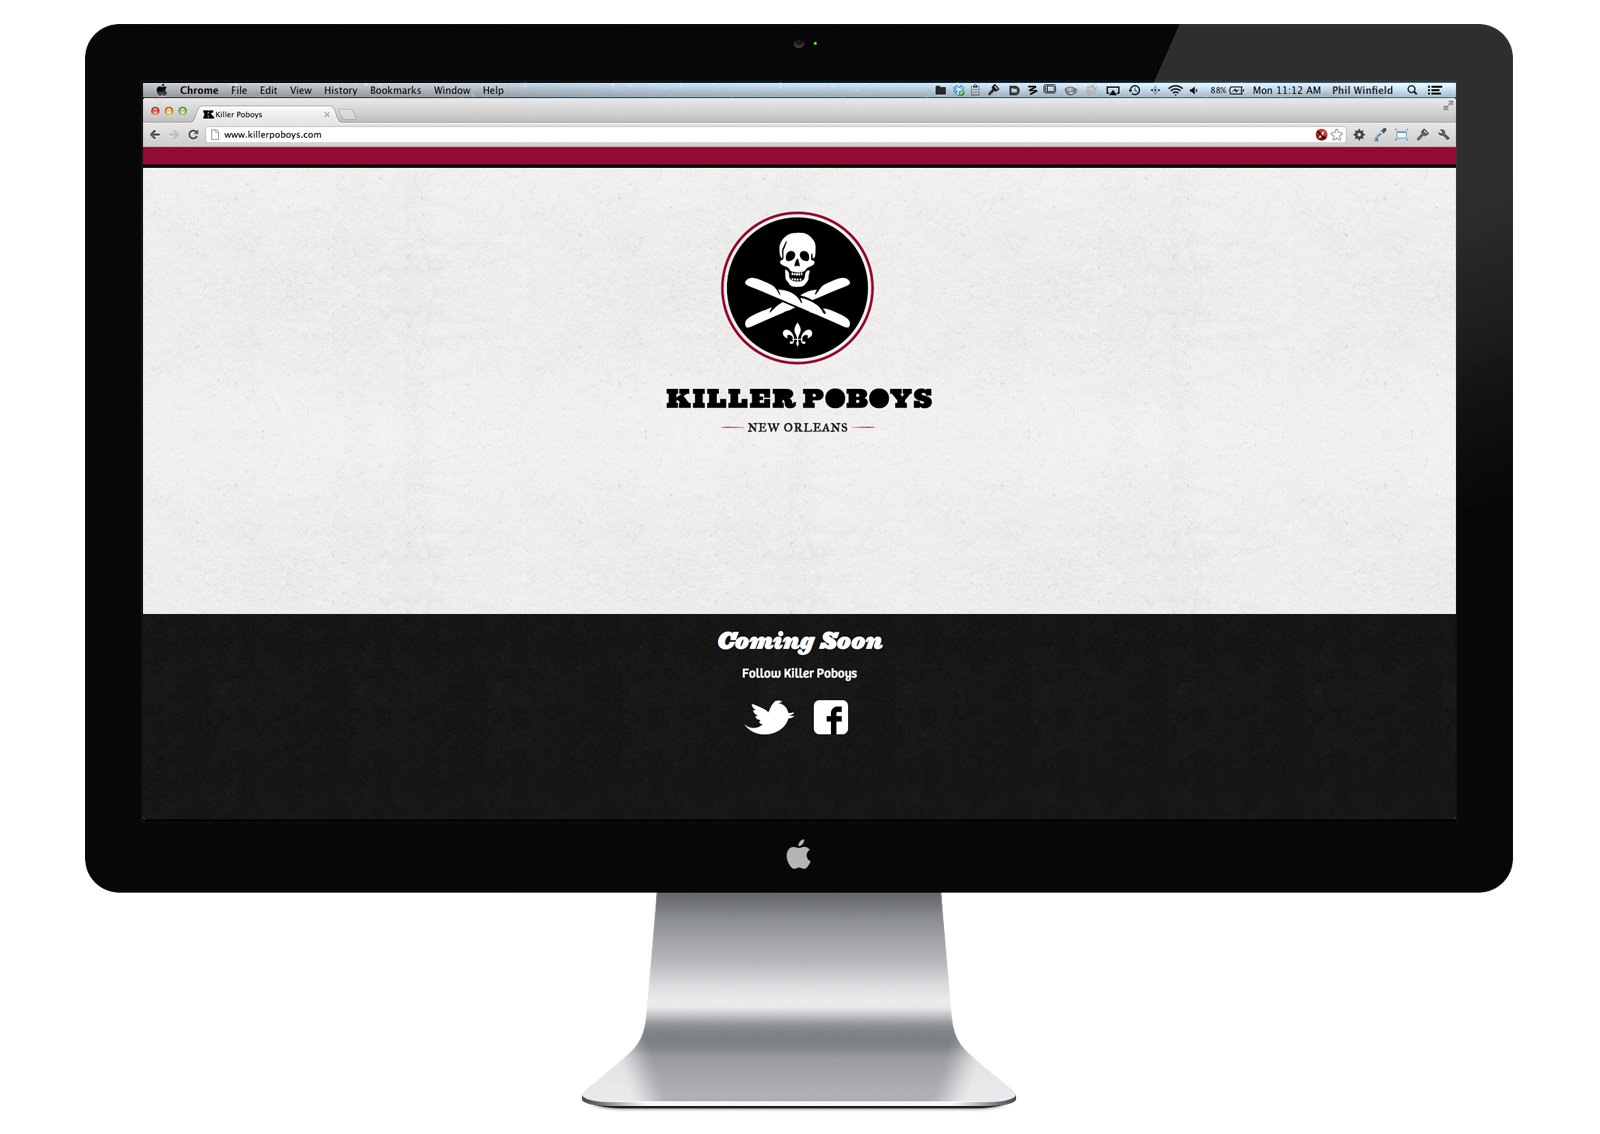 Chrome File Edit View History Bookmarks Window Help 88% Mon 11:12 AM Phil Winfield
Killer Poboys
www.killerpoboys.com
KILLER POBOYS
NEW ORLEANS
Coming Soon
Follow Killer Poboys